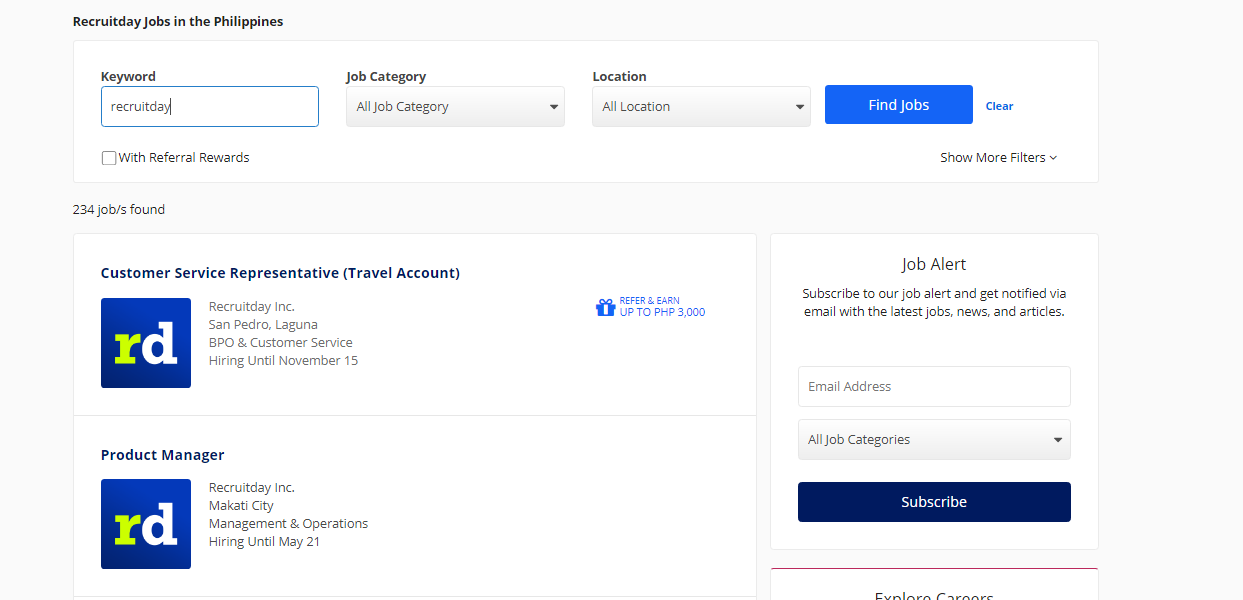 Recruitday Jobs in the Philippines
Keyword
Job Category
Location
recruitday
All Job Category
All Location
Find Jobs
Clear
With Referral Rewards
Show More Filters
234 job/s found
Customer Service Representative (Travel Account)
rd
Recruitday Inc.
San Pedro, Laguna
BPO & Customer Service
Hiring Until November 15
REFER & EARN
UP TO PHP 3,000
Product Manager
rd
Recruitday Inc.
Makati City
Management & Operations
Hiring Until May 21
Job Alert
Subscribe to our job alert and get notified via
email with the latest jobs, news, and articles.
Email Address
All Job Categories
Subscribe
Explore Careers